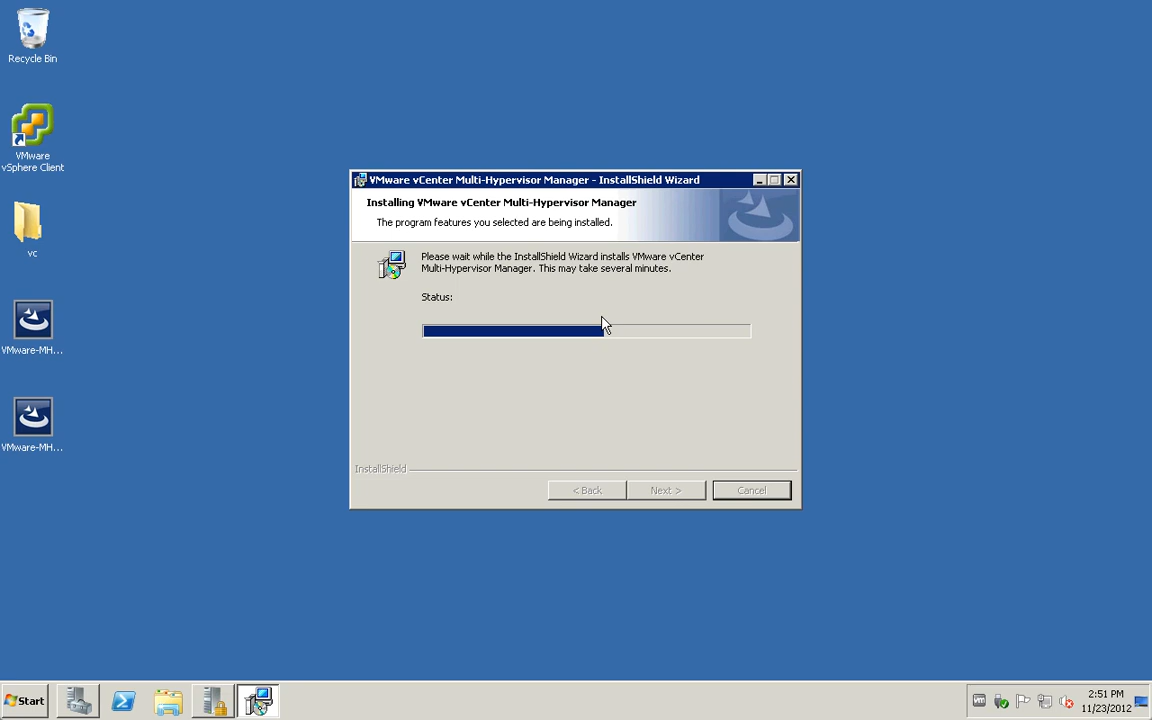 Recycle Bin
VMware
vSphere Client
vc
VMware-MH...
VMware-MH...
VMware vCenter Multi-Hypervisor Manager - InstallShield Wizard
Installing VMware vCenter Multi-Hypervisor Manager
The program features you selected are being installed.
Please wait while the InstallShield Wizard installs VMware vCenter
Multi-Hypervisor Manager. This may take several minutes.
Status:
InstallShield
< Back
Next >
Cancel
Start
2:51 PM
11/23/2012